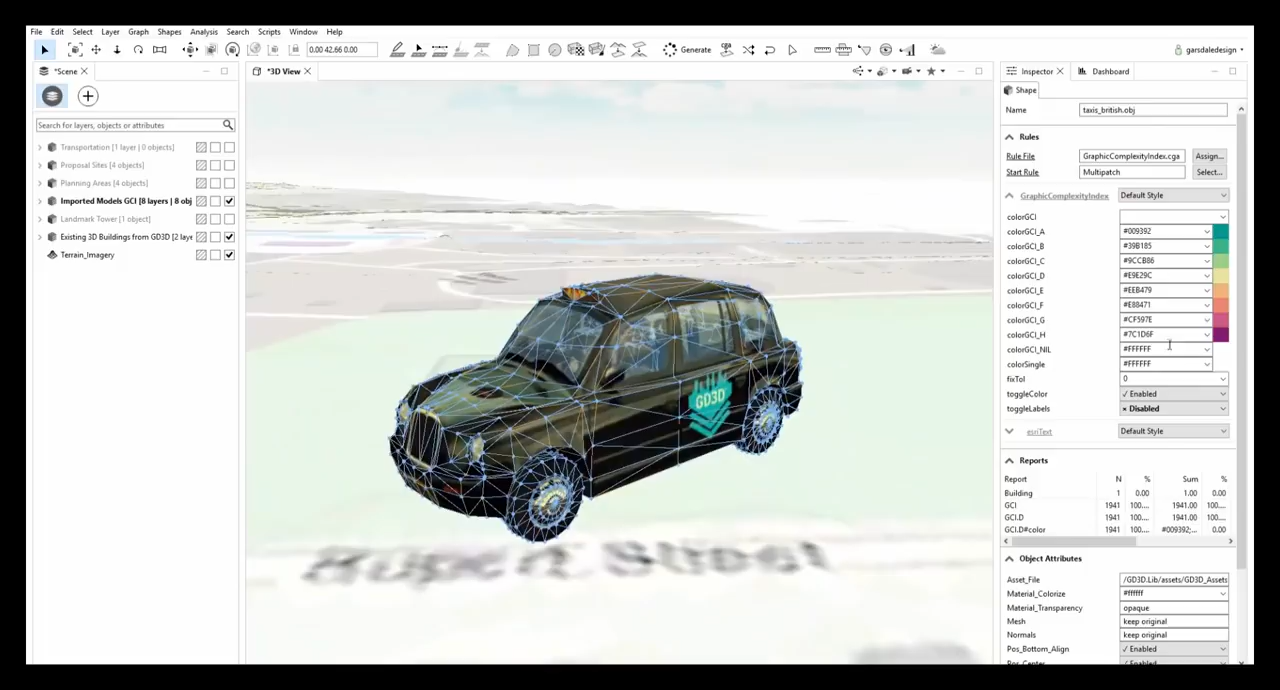 File Edit Select Layer Graph Shapes Analysis Search Scripts Window Help
0.00 42.66 0.00
Generate
garsdaledesign
*Scene
Search for layers, objects or attributes
Transportation [1 layer | 0 objects]
Proposal Sites [4 objects]
Planning Areas [4 objects]
Imported Models GCI [8 layers | 8 obj
Landmark Tower [1 object]
Existing 3D Buildings from GD3D [2 laye
Terrain_Imagery
*3D View
GD3D
Street
Inspector Dashboard
Shape
Name taxis_british.obj
Rules
Rule File GraphicComplexityIndex.cga Assign...
Start Rule Multipatch Select...
GraphicComplexityIndex Default Style
colorGCI
colorGCI_A #009392
colorGCI_B #39B185
colorGCI_C #9CCB86
colorGCI_D #E9E29C
colorGCI_E #EEB479
colorGCI_F #E88471
colorGCI_G #CF597E
colorGCI_H #7C1D6F
colorGCI_NIL #FFFFFF
colorSingle #FFFFFF
fixTol 0
toggleColor ✓ Enabled
toggleLabels × Disabled
esriText Default Style
Reports
Report N % Sum %
Building 1 0.00 1.00 0.00
GCI 1941 100.... 1941.00 100....
GCI.D 1941 100.... 1941.00 100....
GCI.D#color 1941 100.... #009392;... 0.00
Object Attributes
Asset_File /GD3D.Lib/assets/GD3D_Assets
Material_Colorize #ffffff
Material_Transparency opaque
Mesh keep original
Normals keep original
Pos_Bottom_Align ✓ Enabled
Pos_Center ✓ Enabled